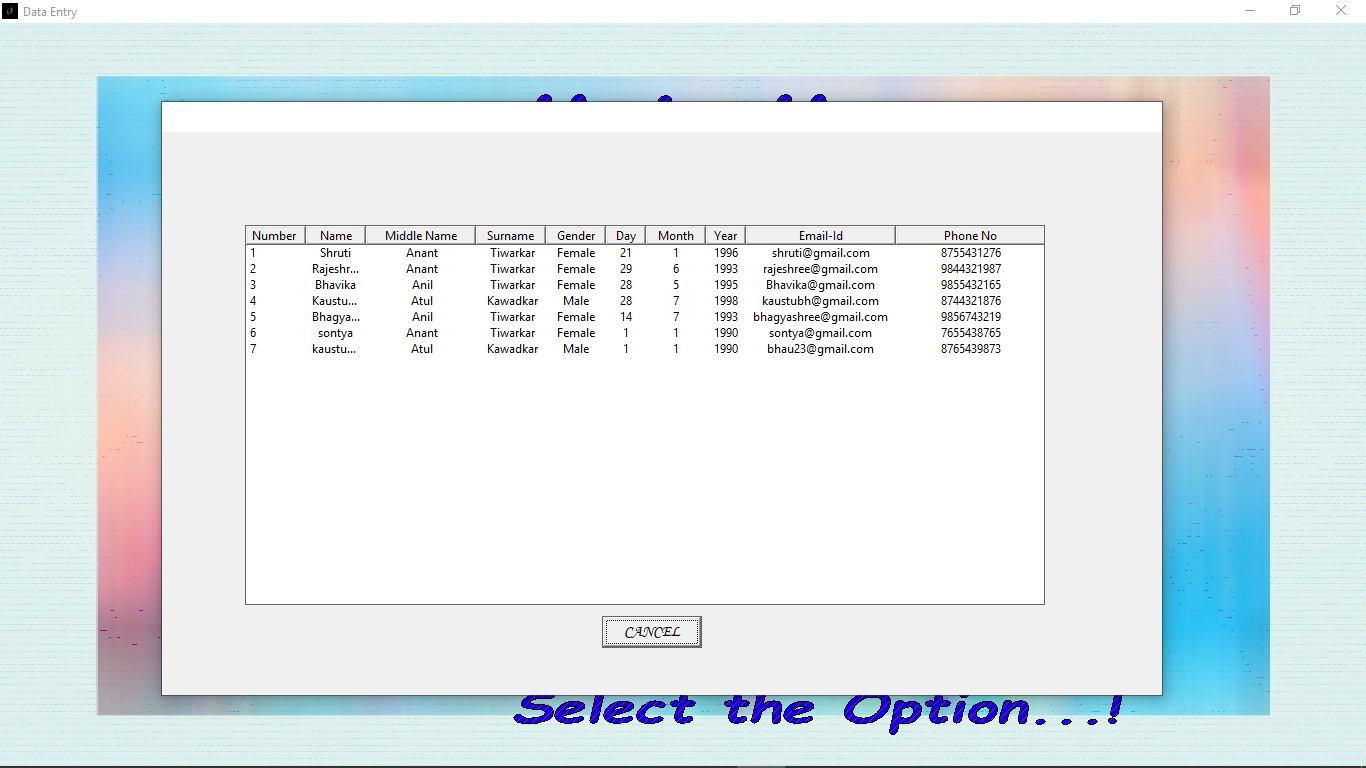 Data Entry
Number Name Middle Name Surname Gender Day Month Year Email-Id Phone No
1 Shruti Anant Tiwarkar Female 21 1 1996 shruti@gmail.com 8755431276
2 Rajeshr... Anant Tiwarkar Female 29 6 1993 rajeshree@gmail.com 9844321987
3 Bhavika Anil Tiwarkar Female 28 5 1995 Bhavika@gmail.com 9855432165
4 Kaustu... Atul Kawadkar Male 28 7 1998 kaustubh@gmail.com 8744321876
5 Bhagya... Anil Tiwarkar Female 14 7 1993 bhagyashree@gmail.com 9856743219
6 sontya Anant Tiwarkar Female 1 1 1990 sontya@gmail.com 7655438765
7 kaustu... Atul Kawadkar Male 1 1 1990 bhau23@gmail.com 8765439873
CANCEL
Select the Option....!